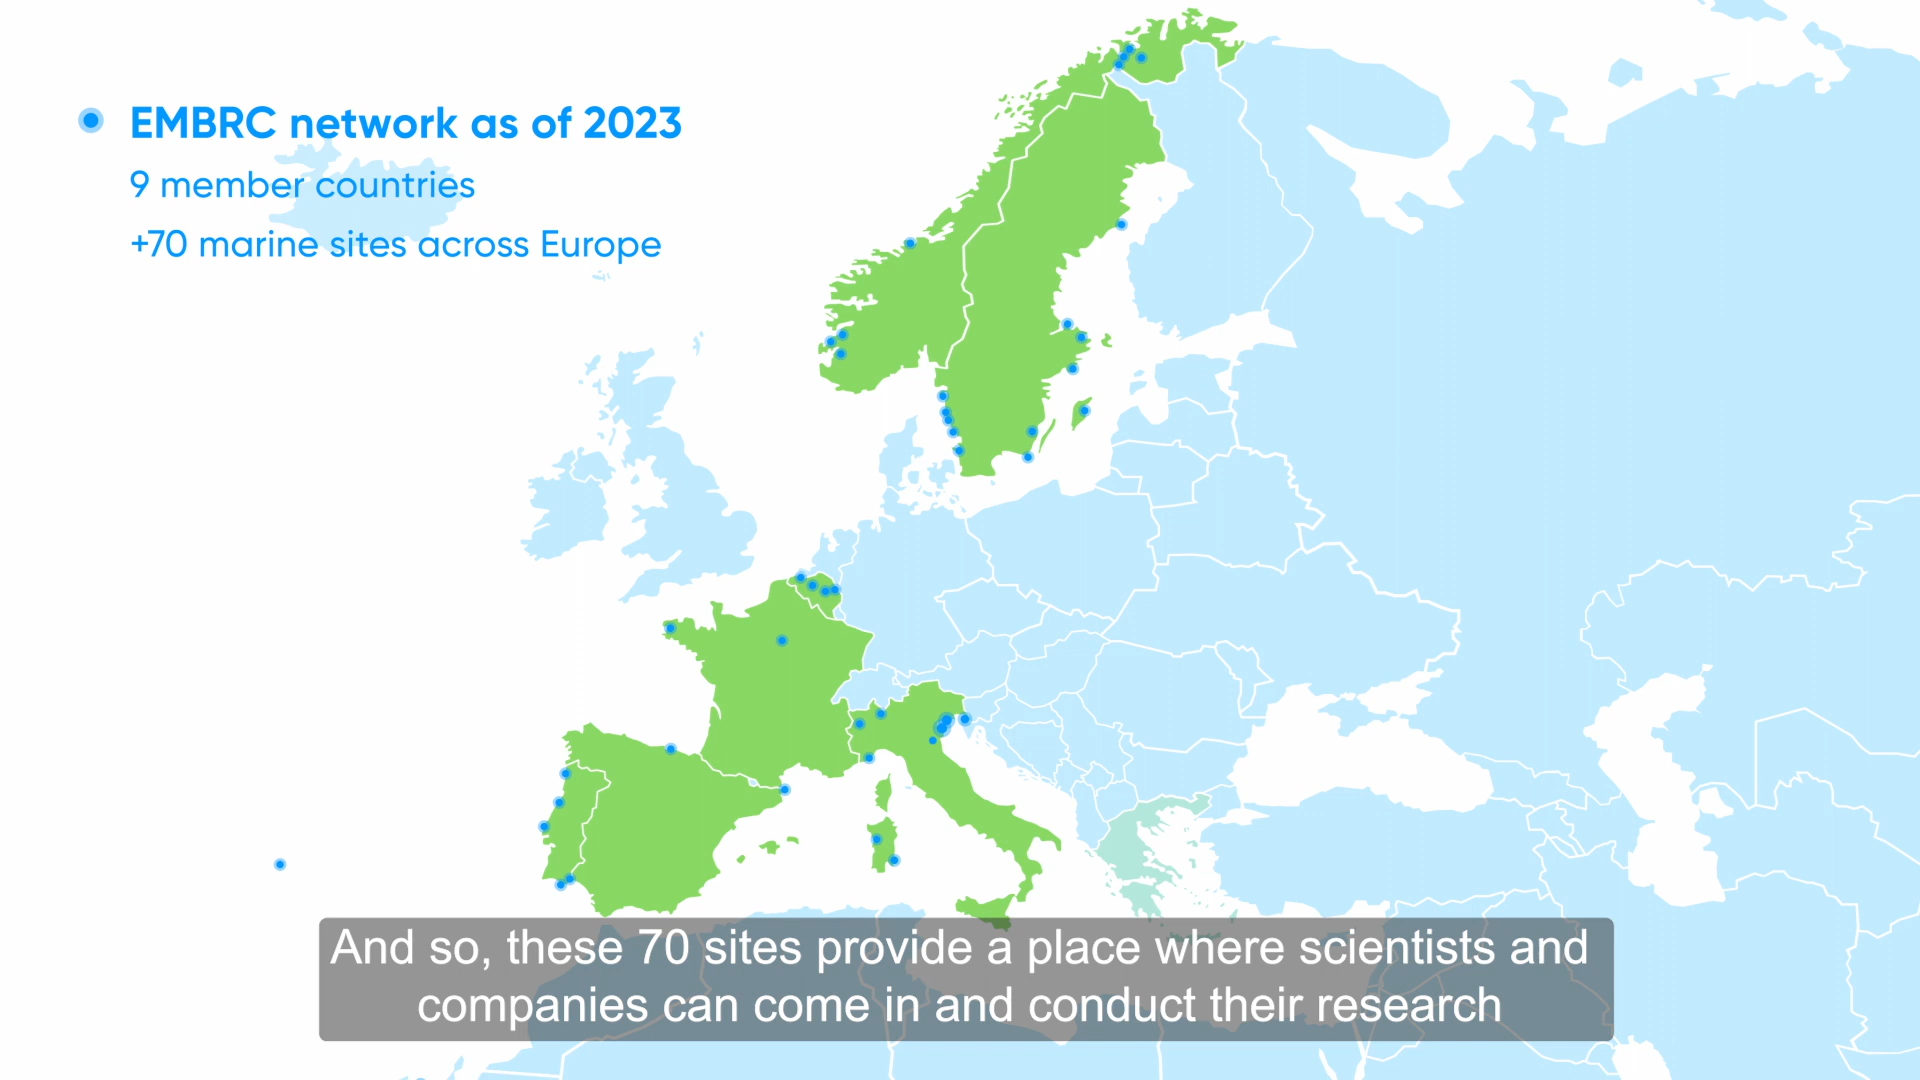 EMBRC network as of 2023
9 member countries
+70 marine sites across Europe
And so, these 70 sites provide a place where scientists and
companies can come in and conduct their research